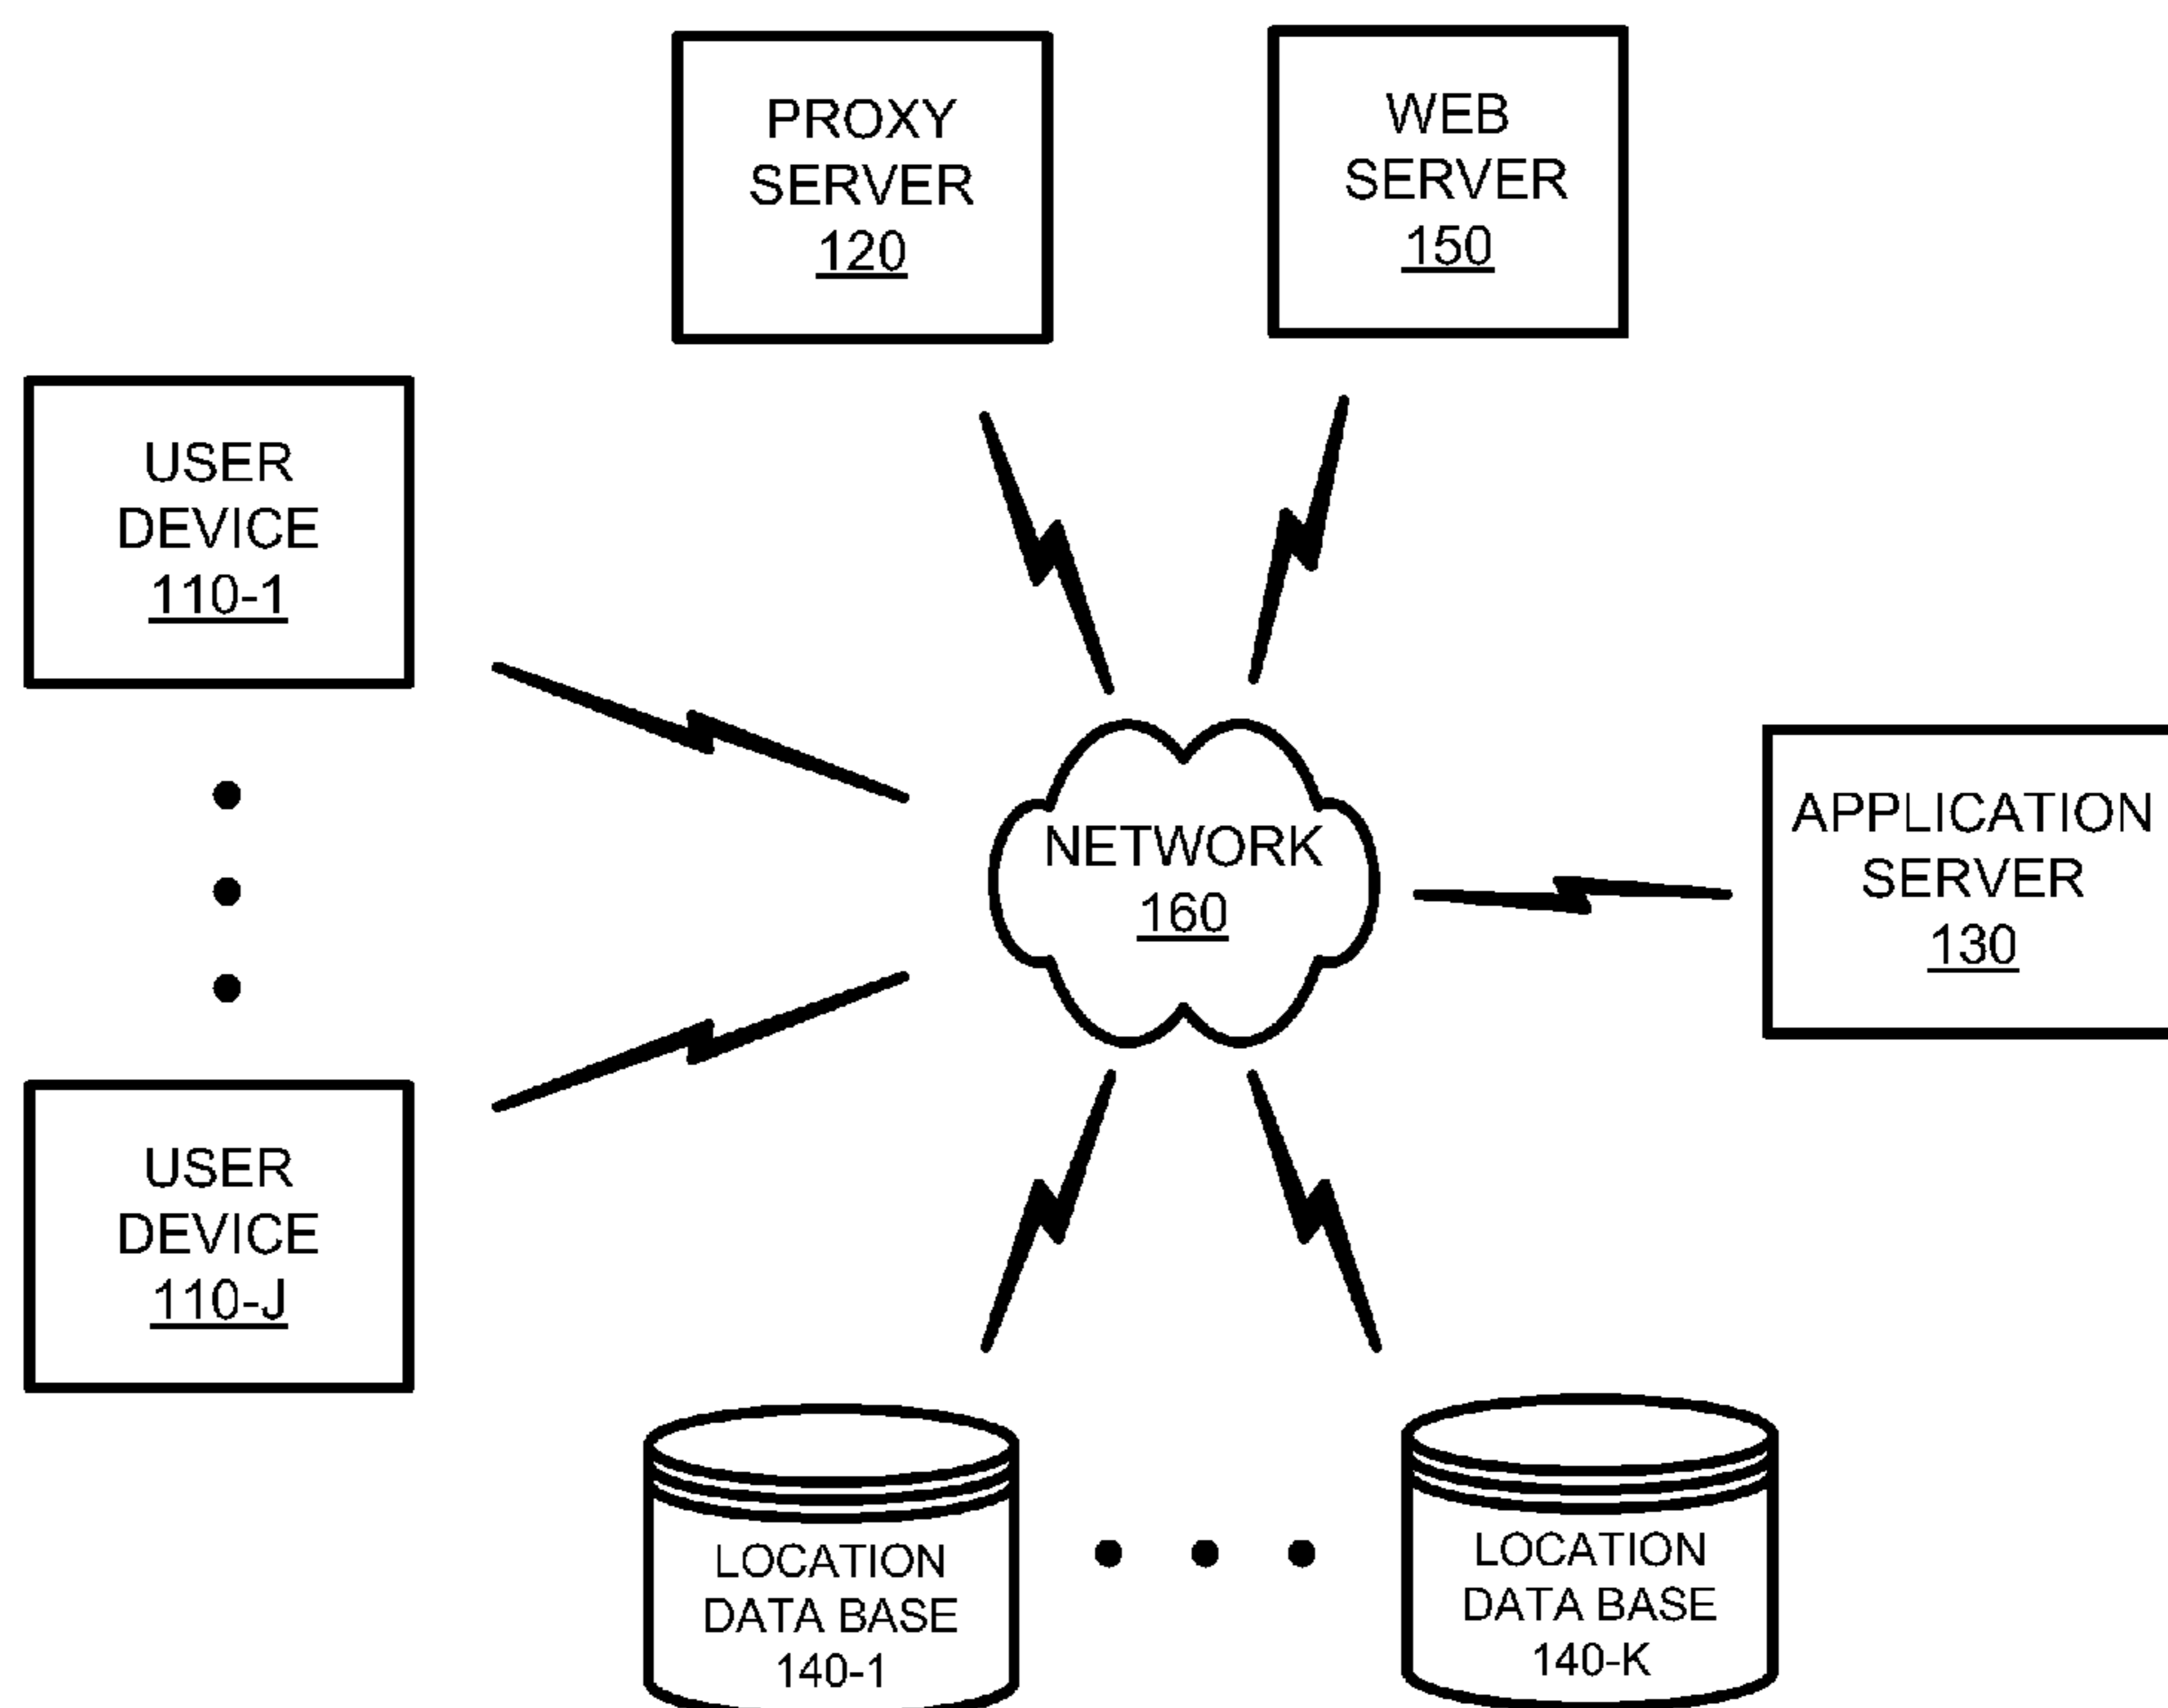 PROXY
SERVER
120
WEB
SERVER
150
USER
DEVICE
110-1
NETWORK
160
APPLICATION
SERVER
130
USER
DEVICE
110-J
LOCATION
DATA BASE
140-1
LOCATION
DATA BASE
140-K